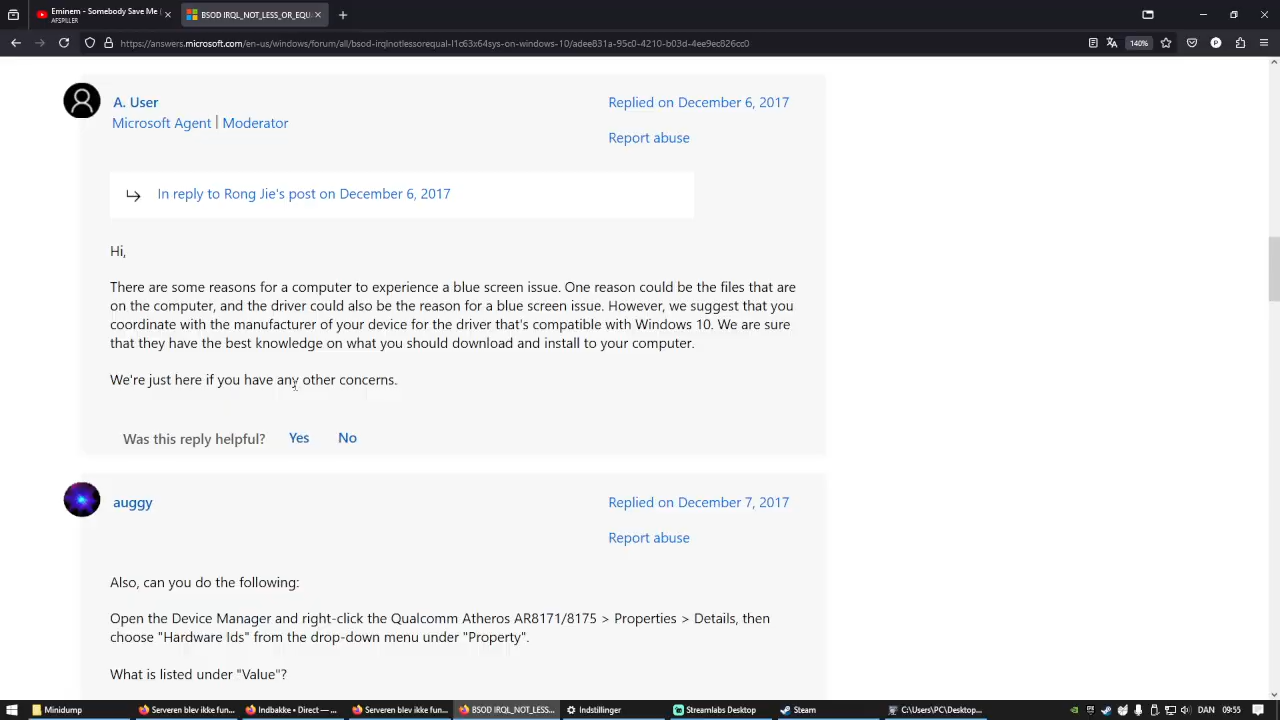 Eminem - Somebody Save Me (
AFSPILLER
BSOD IRQL_NOT_LESS_OR_EQU
https://answers.microsoft.com/en-us/windows/forum/all/bsod-irqlnotlessorequal-l1c63x64sys-on-windows-10/adee831a-95c0-4210-b03d-4ee9ec826cc0
140%
A. User
Replied on December 6, 2017
Microsoft Agent | Moderator
Report abuse
In reply to Rong Jie's post on December 6, 2017
Hi,
There are some reasons for a computer to experience a blue screen issue. One reason could be the files that are
on the computer, and the driver could also be the reason for a blue screen issue. However, we suggest that you
coordinate with the manufacturer of your device for the driver that's compatible with Windows 10. We are sure
that they have the best knowledge on what you should download and install to your computer.
We're just here if you have any other concerns.
Was this reply helpful? Yes No
auggy
Replied on December 7, 2017
Report abuse
Also, can you do the following:
Open the Device Manager and right-click the Qualcomm Atheros AR8171/8175 > Properties > Details, then
choose "Hardware Ids" from the drop-down menu under "Property".
What is listed under "Value"?
Minidump
Serveren blev ikke fun...
Indbakke • Direct — ...
Serveren blev ikke fun...
BSOD IRQL_NOT_LESS...
Indstillinger
Streamlabs Desktop
Steam
C:\Users\PC\Desktop...
DAN
09.55